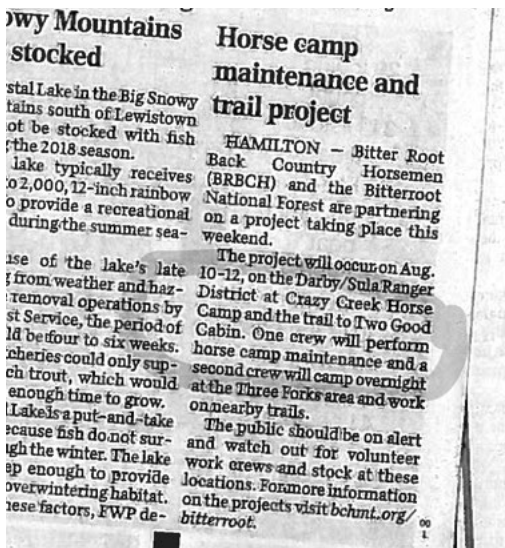 owy Mountains
stocked
stal Lake in the Big Snowy
tains south of Lewistown
ot be stocked with fish
the 2018 season.
lake typically receives
o 2,000, 12-inch rainbow
o provide a recreational
during the summer sea-
use of the lake's late
from weather and haz-
removal operations by
st Service, the period of
ld be four to six weeks.
cheries could only sup-
ch trout, which would
enough time to grow.
Lake is a put-and-take
ecause fish do not sur-
gh the winter. The lake
ep enough to provide
overwintering habitat.
hese factors, FWP de-
Horse camp
maintenance and
trail project
HAMILTON — Bitter Root
Back Country Horsemen
(BRBCH) and the Bitterroot
National Forest are partnering
on a project taking place this
weekend.
The project will occur on Aug.
10-12, on the Darby/Sula Ranger
District at Crazy Creek Horse
Camp and the trail to Two Good
Cabin. One crew will perform
horse camp maintenance and a
second crew will camp overnight
at the Three Forks area and work
on nearby trails.
The public should be on alert
and watch out for volunteer
work crews and stock at these
locations. For more information
on the projects visit bchmt.org/
bitterroot.